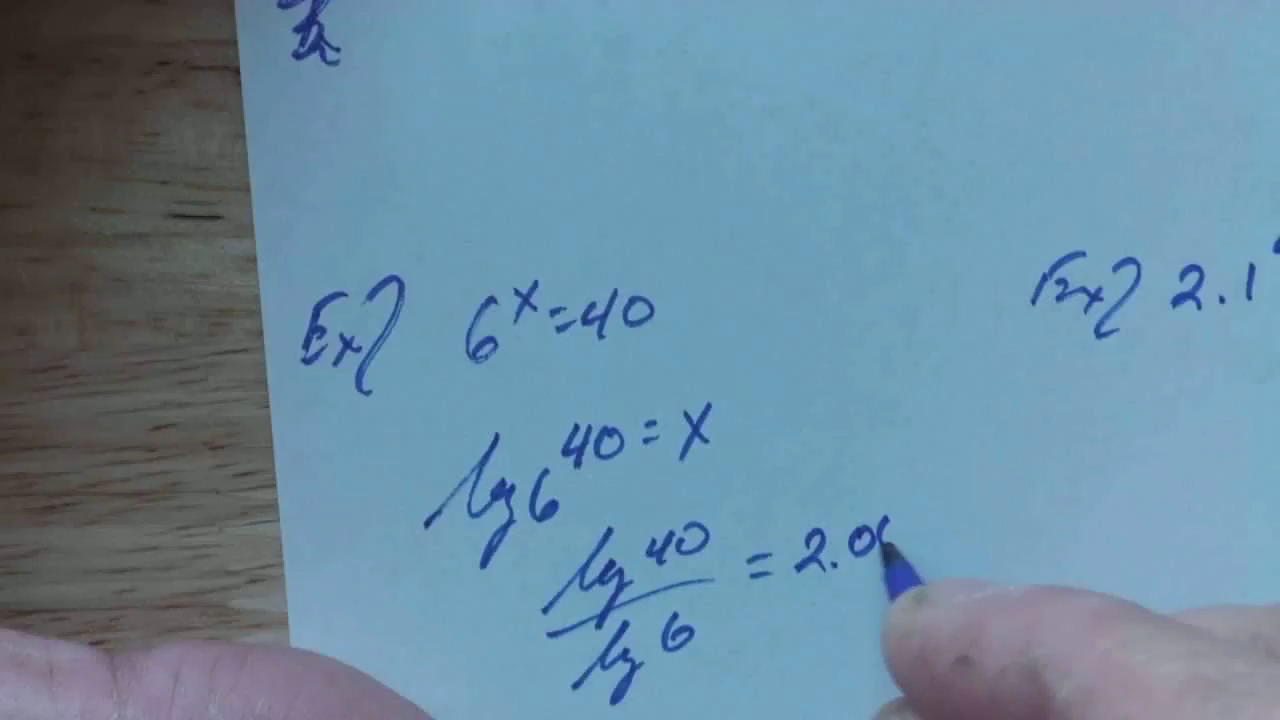 Ex) 6^x = 40
log₆ 40 = x
log 40 / log 6 = 2.0
Ex) 2.1